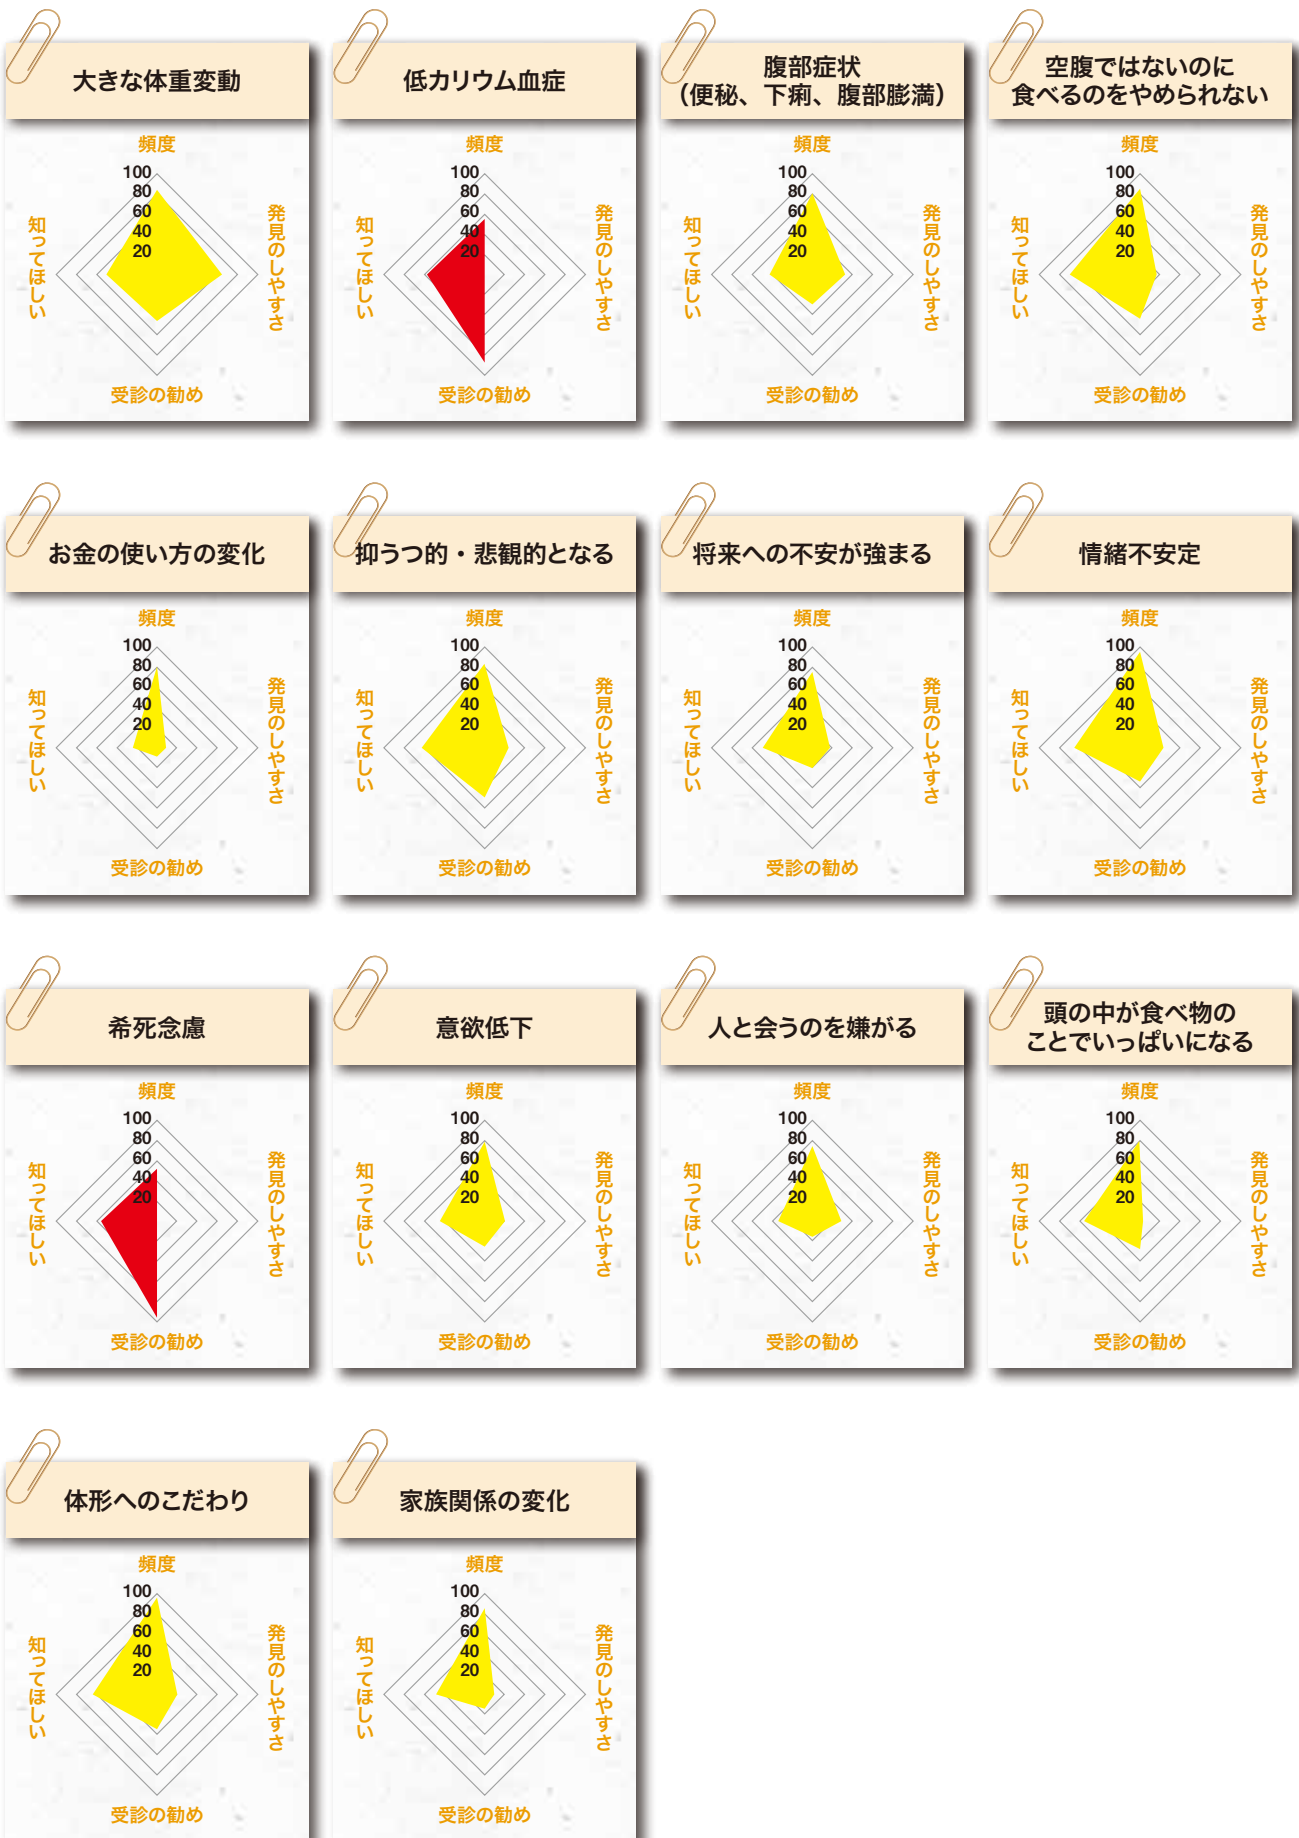 大きな体重変動
頻度
100
80
60
40
20
知ってほしい
発見のしやすさ
受診の勧め
低カリウム血症
頻度
100
80
60
40
20
知ってほしい
発見のしやすさ
受診の勧め
腹部症状
（便秘、下痢、腹部膨満）
頻度
100
80
60
40
20
知ってほしい
発見のしやすさ
受診の勧め
空腹ではないのに
食べるのをやめられない
頻度
100
80
60
40
20
知ってほしい
発見のしやすさ
受診の勧め
お金の使い方の変化
頻度
100
80
60
40
20
知ってほしい
発見のしやすさ
受診の勧め
抑うつ的・悲観的となる
頻度
100
80
60
40
20
知ってほしい
発見のしやすさ
受診の勧め
将来への不安が強まる
頻度
100
80
60
40
20
知ってほしい
発見のしやすさ
受診の勧め
情緒不安定
頻度
100
80
60
40
20
知ってほしい
発見のしやすさ
受診の勧め
希死念慮
頻度
100
80
60
40
20
知ってほしい
発見のしやすさ
受診の勧め
意欲低下
頻度
100
80
60
40
20
知ってほしい
発見のしやすさ
受診の勧め
人と会うのを嫌がる
頻度
100
80
60
40
20
知ってほしい
発見のしやすさ
受診の勧め
頭の中が食べ物の
ことでいっぱいになる
頻度
100
80
60
40
20
知ってほしい
発見のしやすさ
受診の勧め
体形へのこだわり
頻度
100
80
60
40
20
知ってほしい
発見のしやすさ
受診の勧め
家族関係の変化
頻度
100
80
60
40
20
知ってほしい
発見のしやすさ
受診の勧め